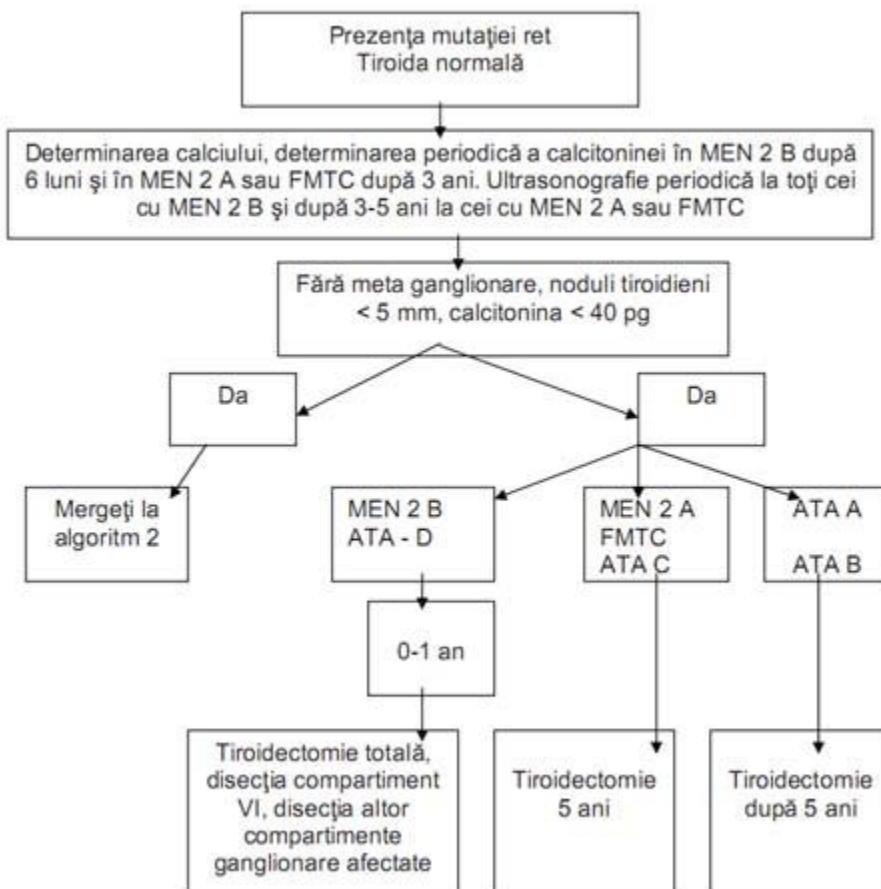 Prezenţa mutaţiei ret
Tiroida normală
Determinarea calciului, determinarea periodică a calcitoninei în MEN 2 B după
6 luni şi în MEN 2 A sau FMTC după 3 ani. Ultrasonografie periodică la toţi cei
cu MEN 2 B şi după 3-5 ani la cei cu MEN 2 A sau FMTC
Fără meta ganglionare, noduli tiroidieni
< 5 mm, calcitonina < 40 pg
Da
Da
Mergeţi la
algoritm 2
MEN 2 B
ATA - D
MEN 2 A
FMTC
ATA C
ATA A
ATA B
0-1 an
Tiroidectomie totală,
disecţia compartiment
VI, disecţia altor
compartimente
ganglionare afectate
Tiroidectomie
5 ani
Tiroidectomie
după 5 ani